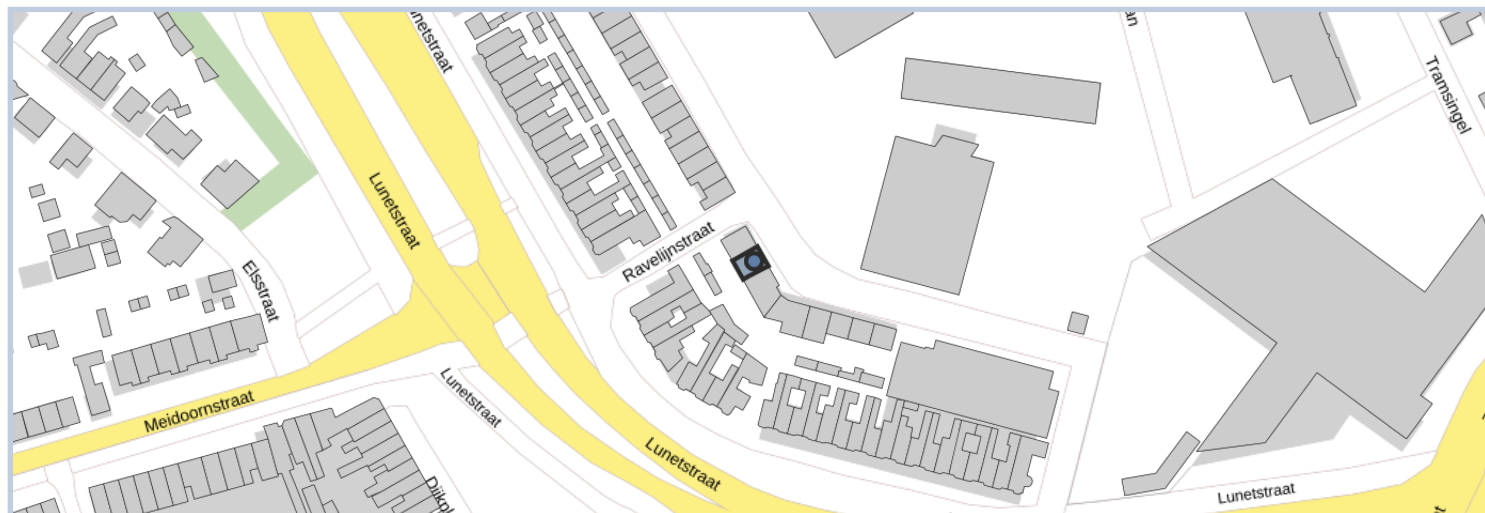 Lunetstraat
Tramsingel
Lunetstraat
Ravelijnstraat
Elsstraat
Meidoornstraat
Lunetstraat
Lunetstraat
Lunetstraat